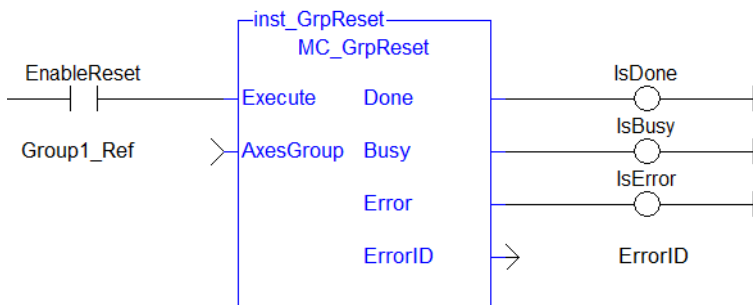 inst_GrpReset
MC_GrpReset
EnableReset
IsDone
Execute Done
IsBusy
Group1_Ref AxesGroup Busy
IsError
Error
ErrorID ErrorID